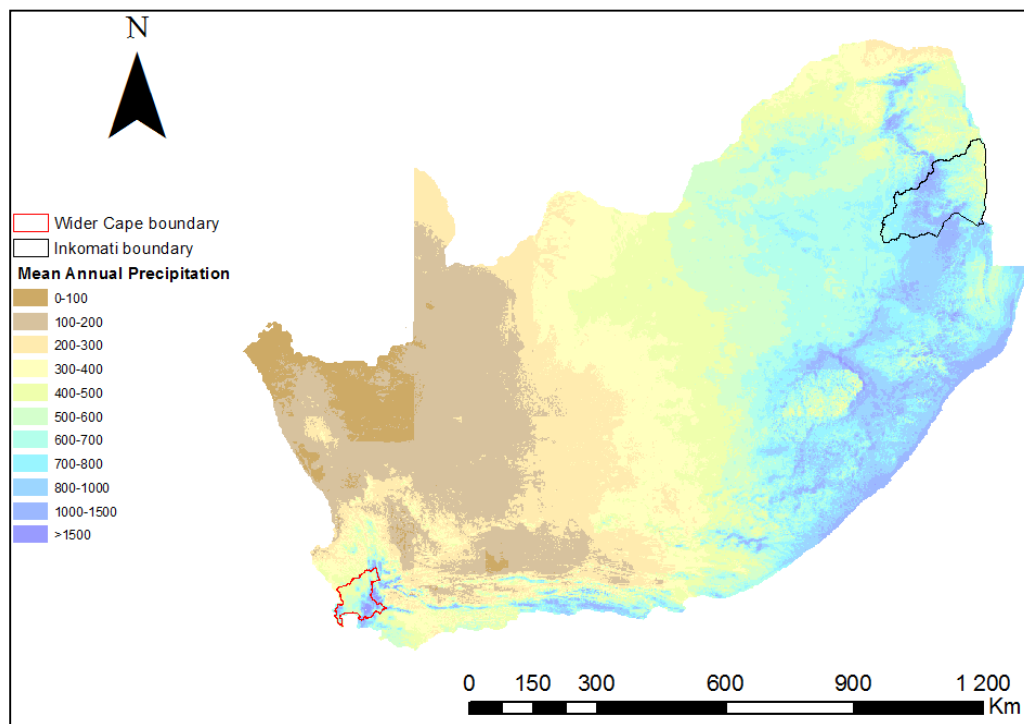 N
Wider Cape boundary
Inkomati boundary
Mean Annual Precipitation
0-100
100-200
200-300
300-400
400-500
500-600
600-700
700-800
800-1000
1000-1500
>1500
0 150 300 600 900 1 200
Km